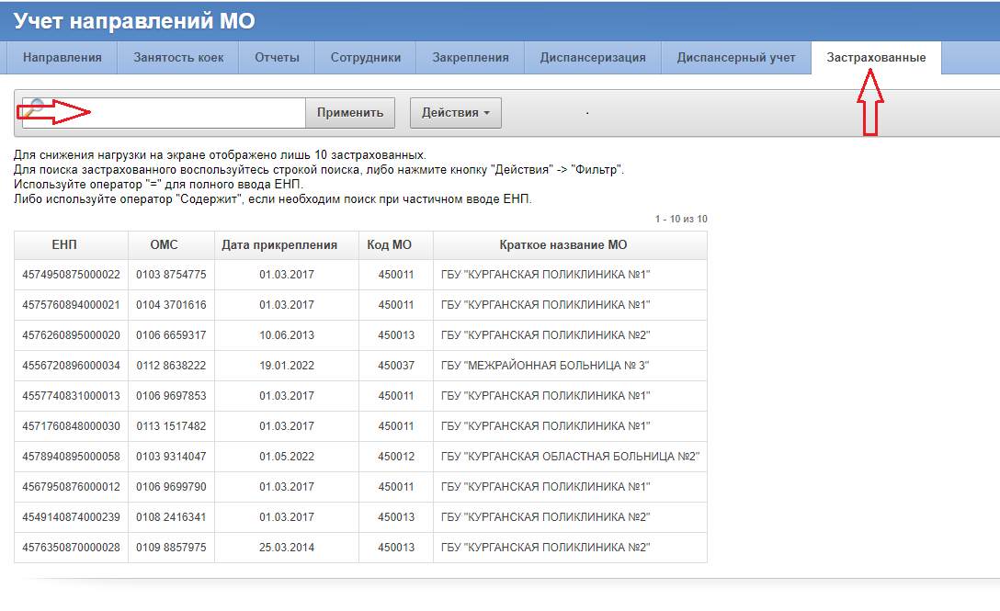 Учет направлений МО
Направления Занятость коек Отчеты Сотрудники Закрепления Диспансеризация Диспансерный учет Застрахованные
Применить Действия
Для снижения нагрузки на экране отображено лишь 10 застрахованных.
Для поиска застрахованного воспользуйтесь строкой поиска, либо нажмите кнопку "Действия" -> "Фильтр".
Используйте оператор "=" для полного ввода ЕНП.
Либо используйте оператор "Содержит", если необходим поиск при частичном вводе ЕНП.
1 - 10 из 10
ЕНП ОМС Дата прикрепления Код МО Краткое название МО
4574950875000022 0103 8754775 01.03.2017 450011 ГБУ "КУРГАНСКАЯ ПОЛИКЛИНИКА №1"
4575760894000021 0104 3701616 01.03.2017 450011 ГБУ "КУРГАНСКАЯ ПОЛИКЛИНИКА №1"
4576260895000020 0106 6659317 10.06.2013 450013 ГБУ "КУРГАНСКАЯ ПОЛИКЛИНИКА №2"
4556720896000034 0112 8638222 19.01.2022 450037 ГБУ "МЕЖРАЙОННАЯ БОЛЬНИЦА № 3"
4557740831000013 0106 9697853 01.03.2017 450011 ГБУ "КУРГАНСКАЯ ПОЛИКЛИНИКА №1"
4571760848000030 0113 1517482 01.03.2017 450011 ГБУ "КУРГАНСКАЯ ПОЛИКЛИНИКА №1"
4578940895000058 0103 9314047 01.05.2022 450012 ГБУ "КУРГАНСКАЯ ОБЛАСТНАЯ БОЛЬНИЦА №2"
4567950876000012 0106 9699790 01.03.2017 450011 ГБУ "КУРГАНСКАЯ ПОЛИКЛИНИКА №1"
4549140874000239 0108 2416341 01.03.2017 450013 ГБУ "КУРГАНСКАЯ ПОЛИКЛИНИКА №2"
4576350870000028 0109 8857975 25.03.2014 450013 ГБУ "КУРГАНСКАЯ ПОЛИКЛИНИКА №2"